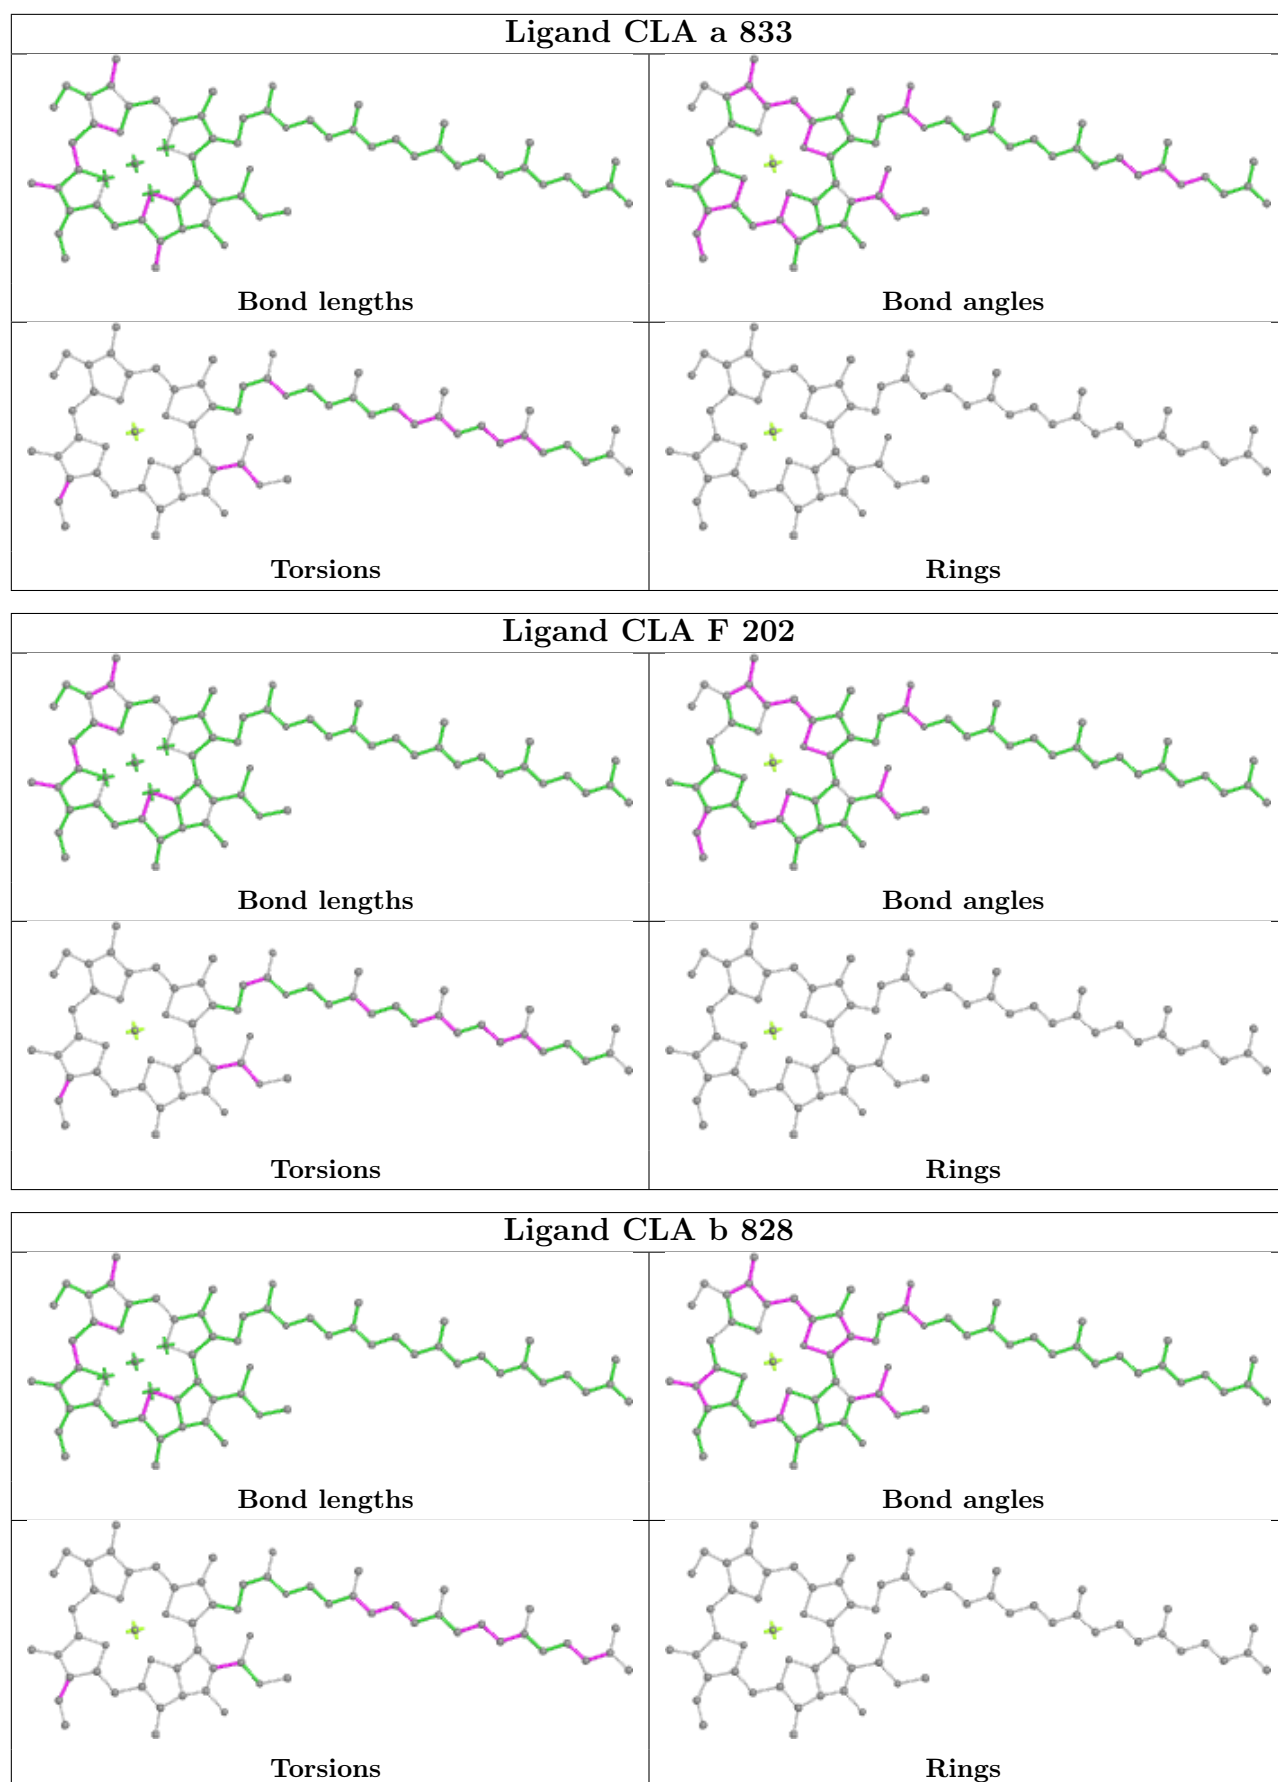 Ligand CLA a 833
Bond lengths
Bond angles
Torsions
Rings
Ligand CLA F 202
Bond lengths
Bond angles
Torsions
Rings
Ligand CLA b 828
Bond lengths
Bond angles
Torsions
Rings